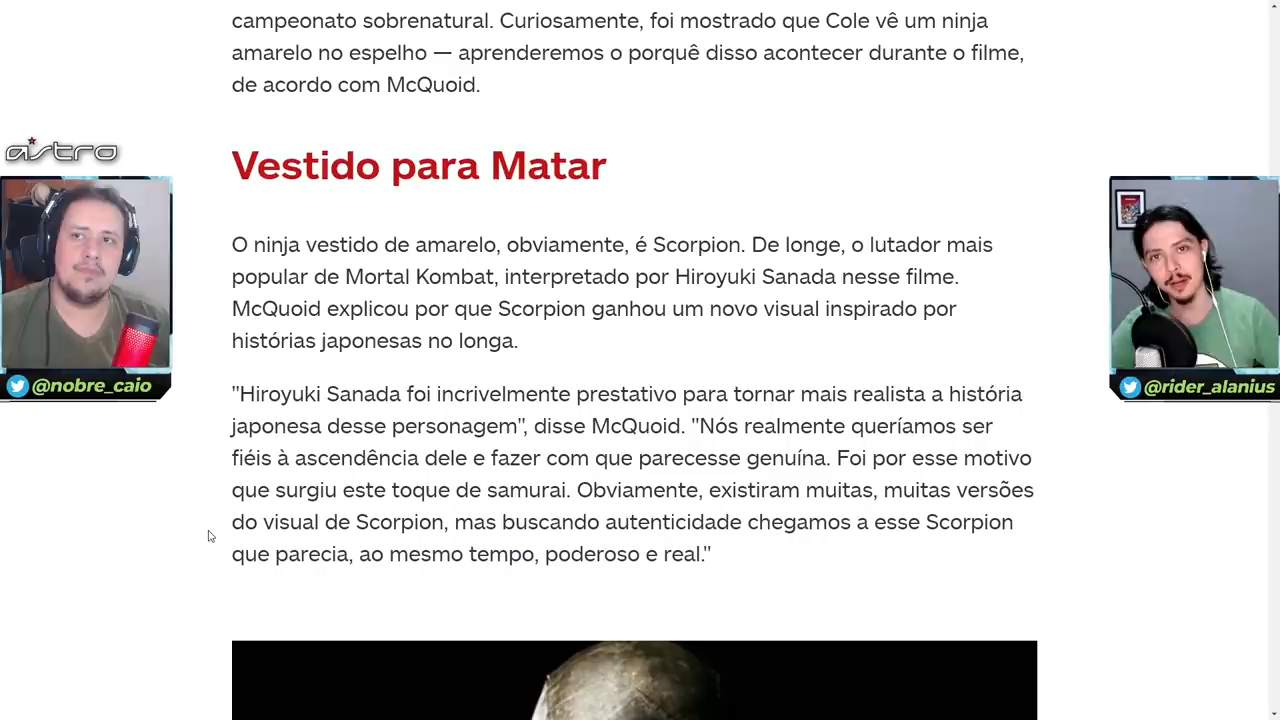 campeonato sobrenatural. Curiosamente, foi mostrado que Cole vê um ninja
amarelo no espelho — aprenderemos o porquê disso acontecer durante o filme,
de acordo com McQuoid.
astro
Vestido para Matar
O ninja vestido de amarelo, obviamente, é Scorpion. De longe, o lutador mais
popular de Mortal Kombat, interpretado por Hiroyuki Sanada nesse filme.
McQuoid explicou por que Scorpion ganhou um novo visual inspirado por
histórias japonesas no longa.
@nobre_caio
@rider_alanius
"Hiroyuki Sanada foi incrivelmente prestativo para tornar mais realista a história
japonesa desse personagem", disse McQuoid. "Nós realmente queríamos ser
fiéis à ascendência dele e fazer com que parecesse genuína. Foi por esse motivo
que surgiu este toque de samurai. Obviamente, existiram muitas, muitas versões
do visual de Scorpion, mas buscando autenticidade chegamos a esse Scorpion
que parecia, ao mesmo tempo, poderoso e real."